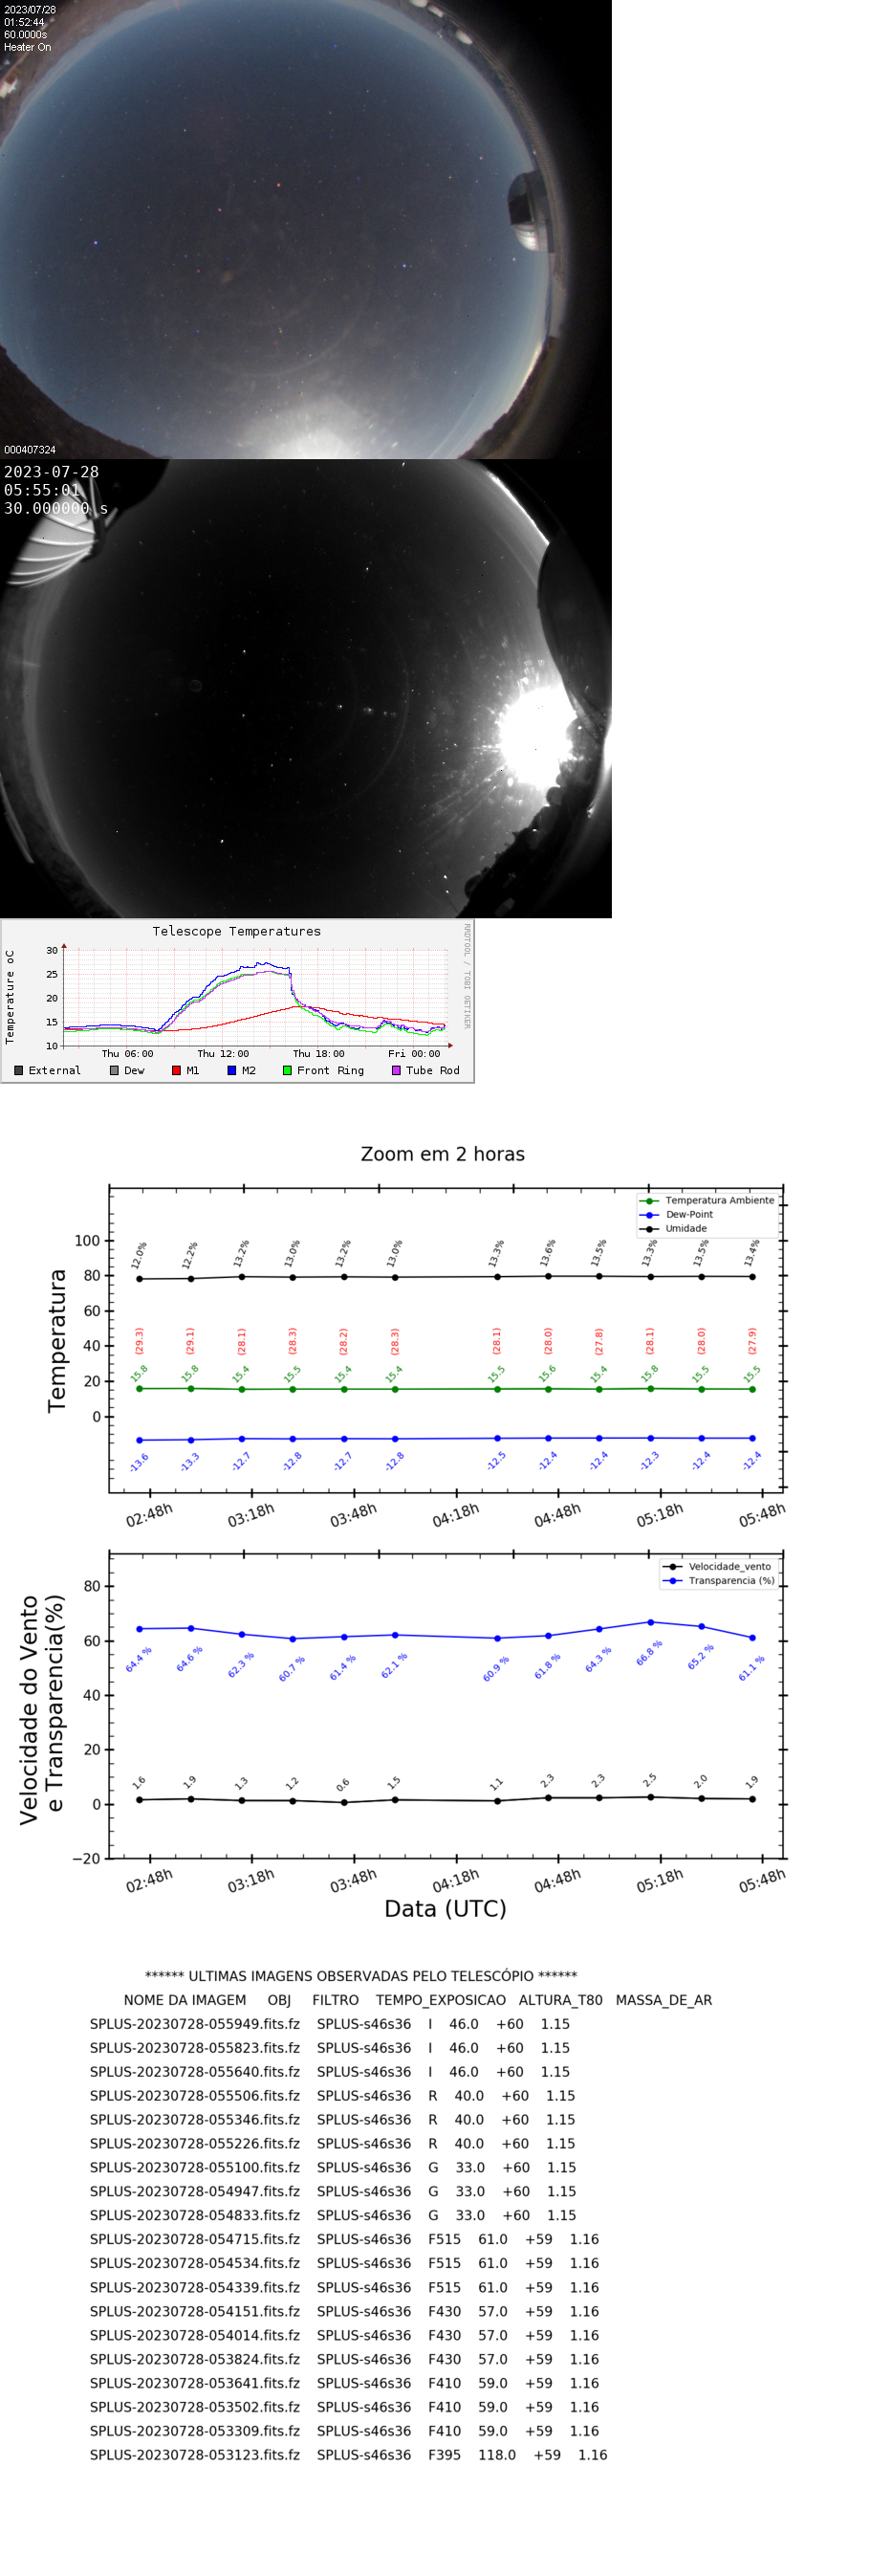 2023/07/28
01:52:44
60.0000s
Heater On
000407324
2023-07-28
05:55:01
30.000000 s
Telescope Temperatures
RRDTOOL / TOBI OETIKER
Temperature oC
30
25
20
15
10
Thu 06:00 Thu 12:00 Thu 18:00 Fri 00:00
External Dew M1 M2 Front Ring Tube Rod
Zoom em 2 horas
Temperatura Ambiente
Dew-Point
Umidade
Temperatura
100
80
60
40
20
0
12.0% 12.2% 13.2% 13.0% 13.2% 13.0% 13.3% 13.6% 13.5% 13.3% 13.5% 13.4%
(29.3) (29.1) (28.1) (28.3) (28.2) (28.3) (28.1) (28.0) (27.8) (28.1) (28.0) (27.9)
15.8 15.8 15.4 15.5 15.4 15.4 15.5 15.6 15.4 15.8 15.5 15.5
-13.6 -13.3 -12.7 -12.8 -12.7 -12.8 -12.5 -12.4 -12.4 -12.3 -12.4 -12.4
02:48h 03:18h 03:48h 04:18h 04:48h 05:18h 05:48h
Velocidade_vento
Transparencia (%)
Velocidade do Vento
e Transparencia(%)
80
60
40
20
0
−20
64.4 % 64.6 % 62.3 % 60.7 % 61.4 % 62.1 % 60.9 % 61.8 % 64.3 % 66.8 % 65.2 % 61.1 %
1.6 1.9 1.3 1.2 0.6 1.5 1.1 2.3 2.3 2.5 2.0 1.9
02:48h 03:18h 03:48h 04:18h 04:48h 05:18h 05:48h
Data (UTC)
****** ULTIMAS IMAGENS OBSERVADAS PELO TELESCÓPIO ******
NOME DA IMAGEM OBJ FILTRO TEMPO_EXPOSICAO ALTURA_T80 MASSA_DE_AR
SPLUS-20230728-055949.fits.fz SPLUS-s46s36 I 46.0 +60 1.15
SPLUS-20230728-055823.fits.fz SPLUS-s46s36 I 46.0 +60 1.15
SPLUS-20230728-055640.fits.fz SPLUS-s46s36 I 46.0 +60 1.15
SPLUS-20230728-055506.fits.fz SPLUS-s46s36 R 40.0 +60 1.15
SPLUS-20230728-055346.fits.fz SPLUS-s46s36 R 40.0 +60 1.15
SPLUS-20230728-055226.fits.fz SPLUS-s46s36 R 40.0 +60 1.15
SPLUS-20230728-055100.fits.fz SPLUS-s46s36 G 33.0 +60 1.15
SPLUS-20230728-054947.fits.fz SPLUS-s46s36 G 33.0 +60 1.15
SPLUS-20230728-054833.fits.fz SPLUS-s46s36 G 33.0 +60 1.15
SPLUS-20230728-054715.fits.fz SPLUS-s46s36 F515 61.0 +59 1.16
SPLUS-20230728-054534.fits.fz SPLUS-s46s36 F515 61.0 +59 1.16
SPLUS-20230728-054339.fits.fz SPLUS-s46s36 F515 61.0 +59 1.16
SPLUS-20230728-054151.fits.fz SPLUS-s46s36 F430 57.0 +59 1.16
SPLUS-20230728-054014.fits.fz SPLUS-s46s36 F430 57.0 +59 1.16
SPLUS-20230728-053824.fits.fz SPLUS-s46s36 F430 57.0 +59 1.16
SPLUS-20230728-053641.fits.fz SPLUS-s46s36 F410 59.0 +59 1.16
SPLUS-20230728-053502.fits.fz SPLUS-s46s36 F410 59.0 +59 1.16
SPLUS-20230728-053309.fits.fz SPLUS-s46s36 F410 59.0 +59 1.16
SPLUS-20230728-053123.fits.fz SPLUS-s46s36 F395 118.0 +59 1.16